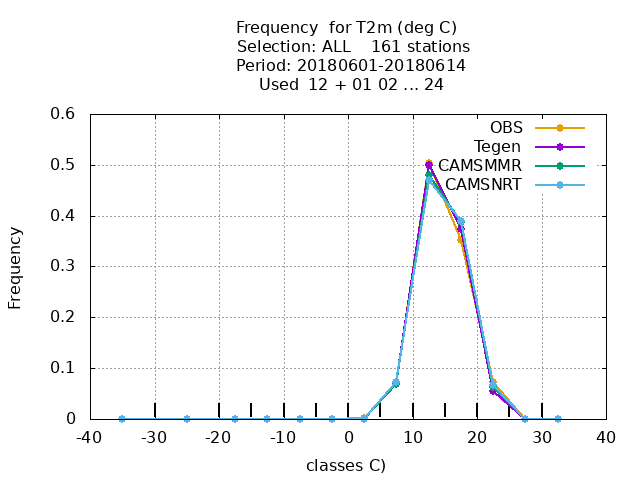 Frequency  for T2m (deg C)
Selection: ALL    161 stations
Period: 20180601-20180614
Used  12 + 01 02 ... 24
0.6
0.5
0.4
0.3
0.2
0.1
0
Frequency
OBS
Tegen
CAMSMMR
CAMSNRT
-40 -30 -20 -10 0 10 20 30 40
classes C)